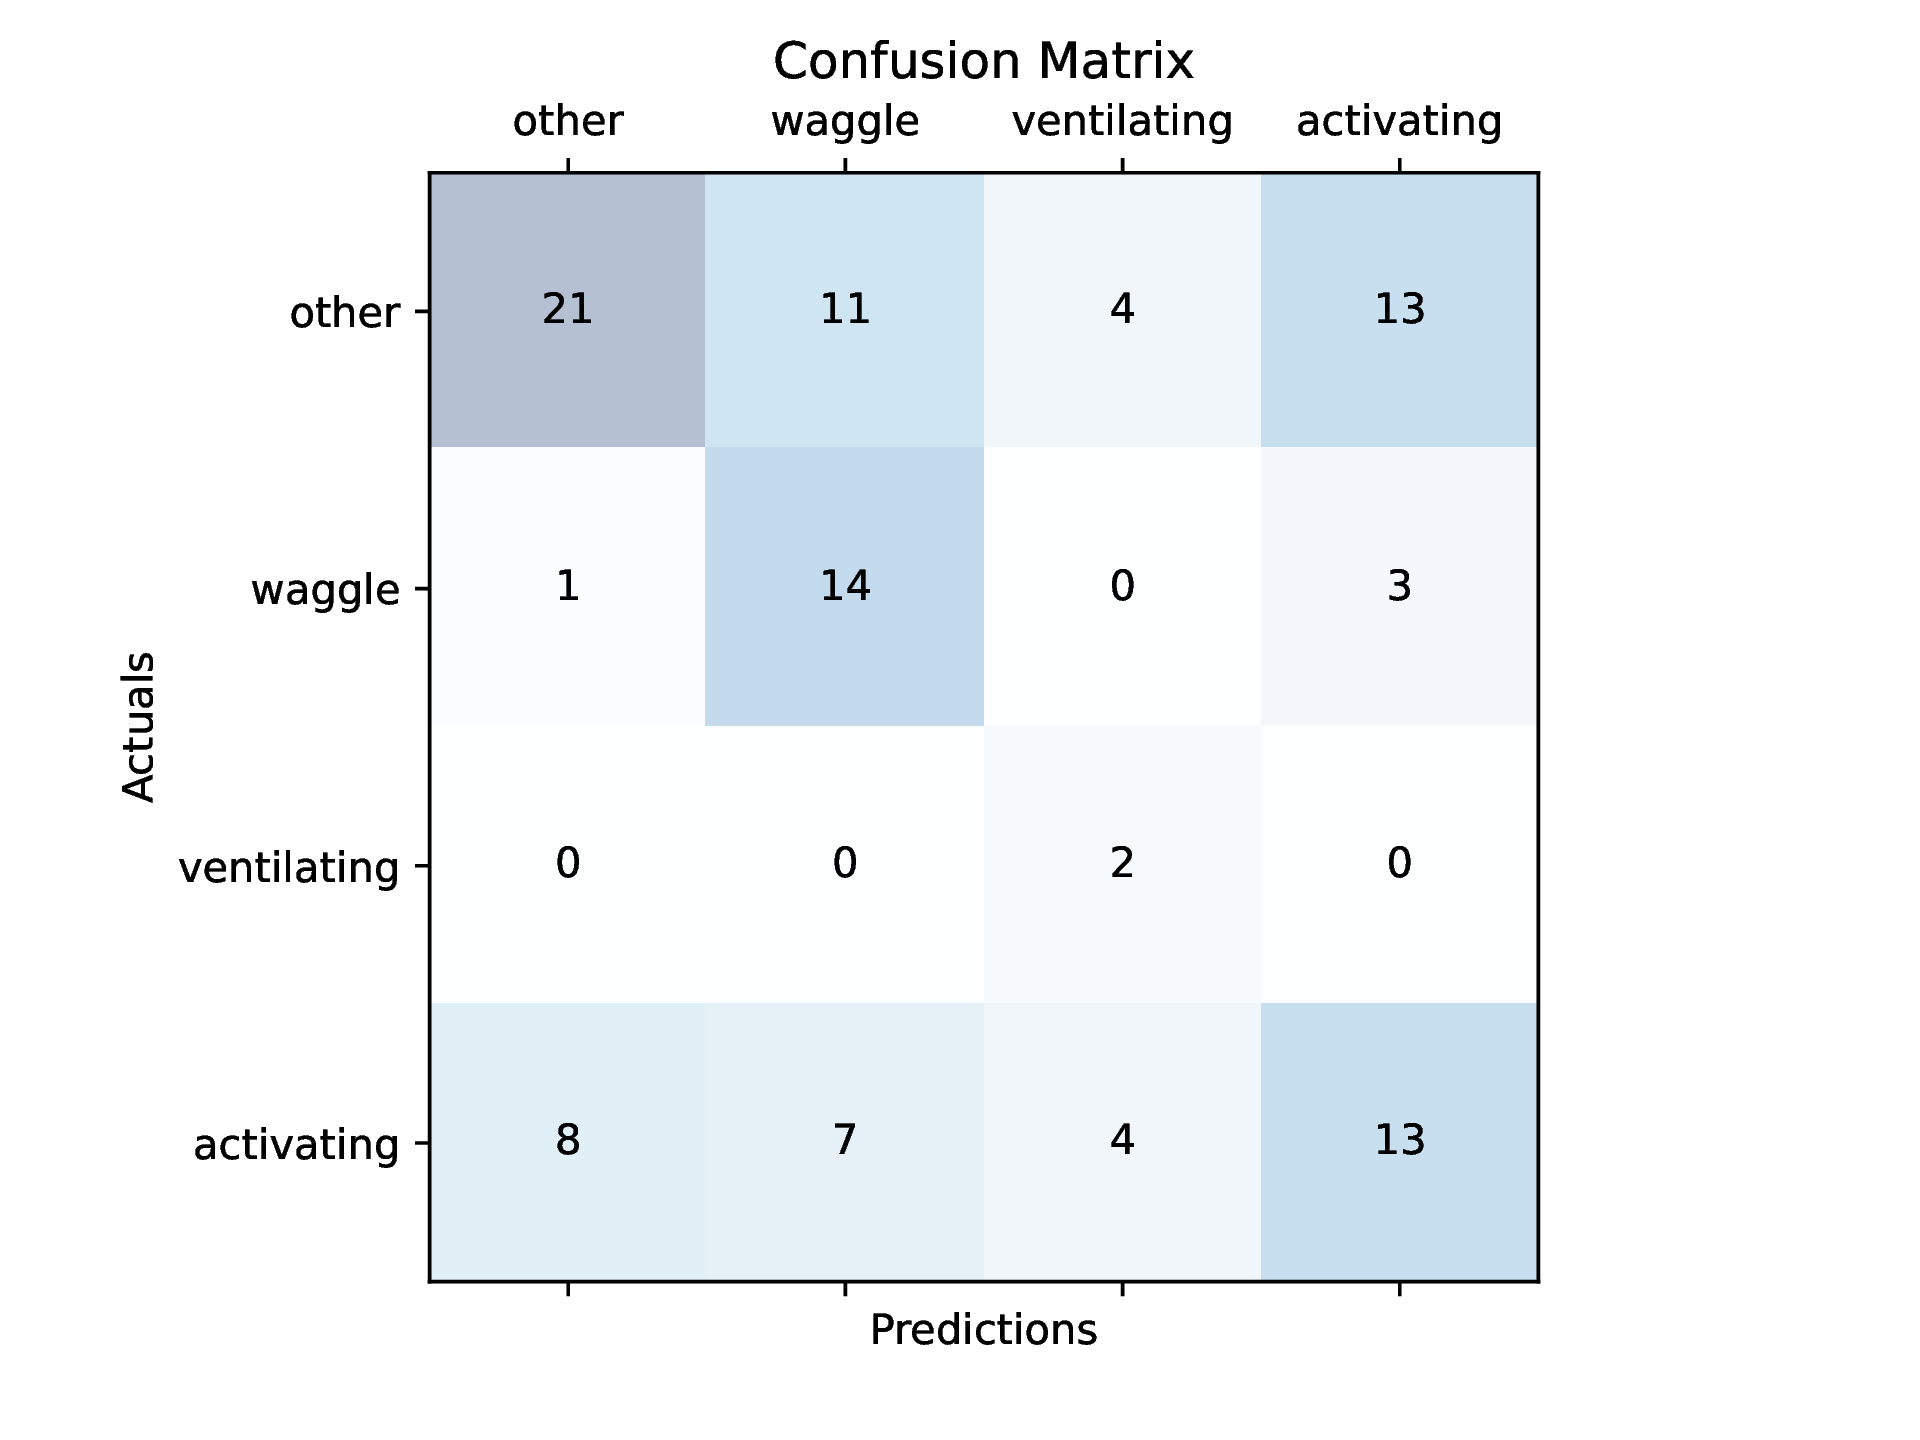 Confusion Matrix
other waggle ventilating activating
other 21 11 4 13
waggle 1 14 0 3
Actuals
ventilating 0 0 2 0
activating 8 7 4 13
Predictions